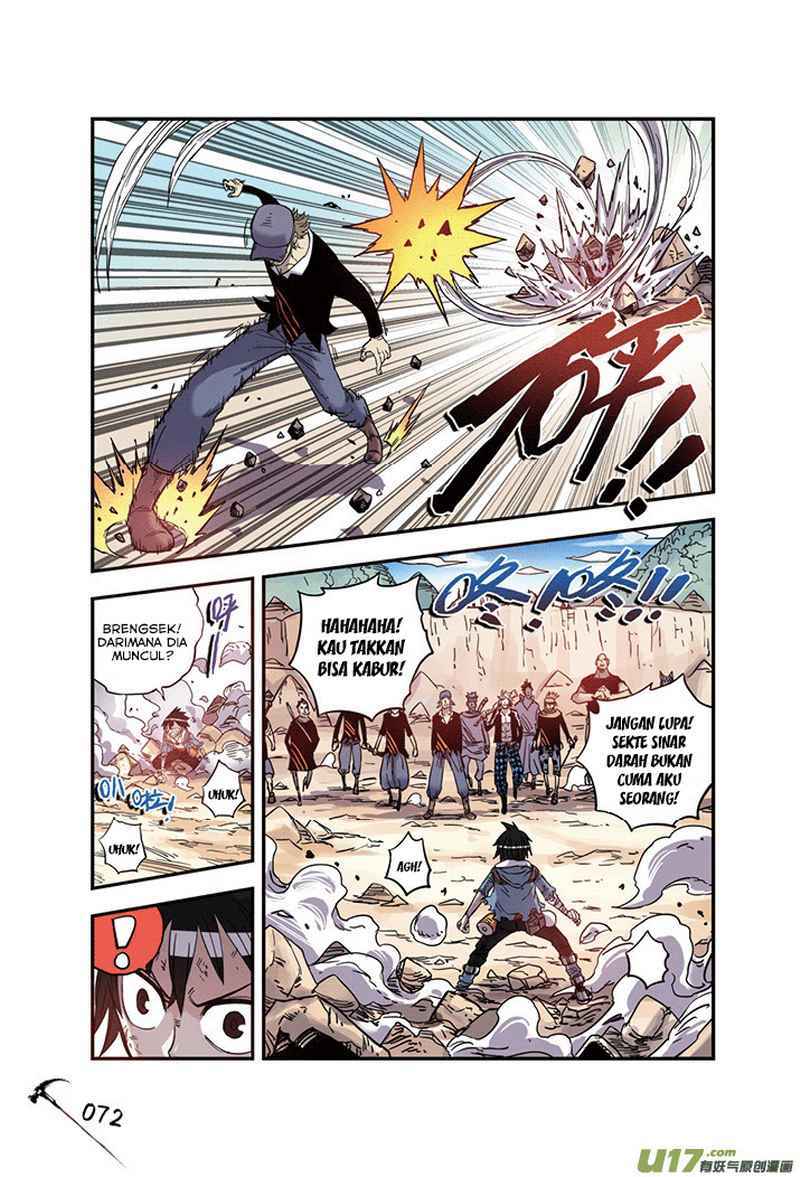 砰!!
BRENGSEK!
DARIMANA DIA
MUNCUL?
UHUK!
UHUK!
HAHAHAHA!
KAU TAKKAN
BISA KABUR!
JANGAN LUPA!
SEKTE SINAR
DARAH BUKAN
CUMA AKU
SEORANG!
AGH!
!
072
U17.com
有妖气原创漫画